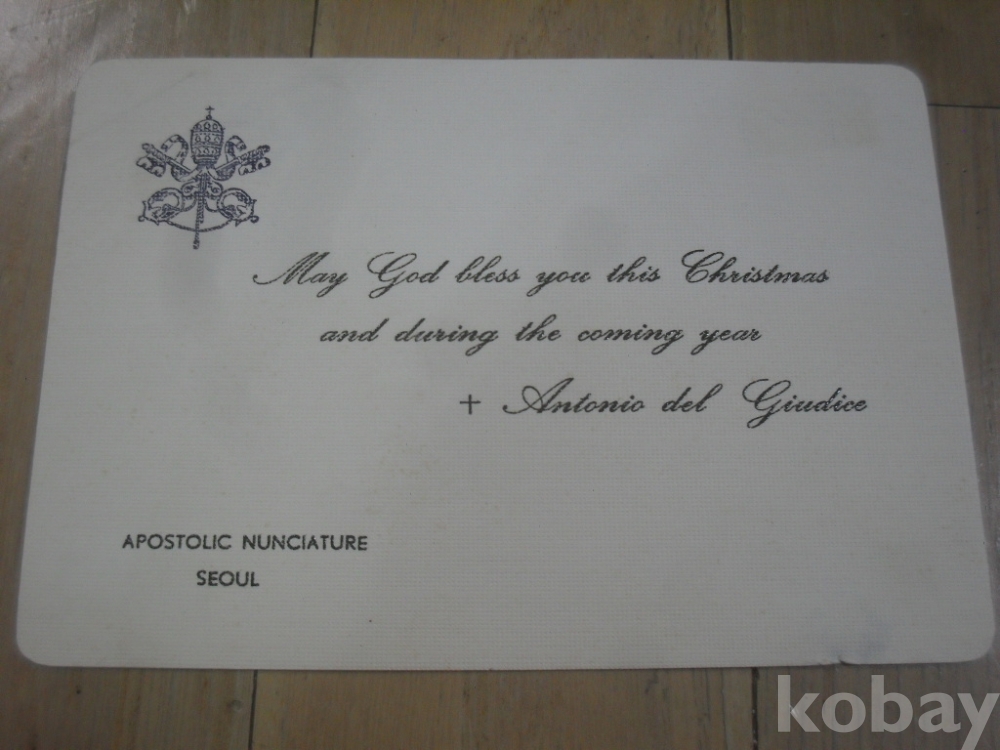 May God bless you this Christmas
and during the coming year
+ Antonio del Giudice
APOSTOLIC NUNCIATURE
SEOUL
kobay